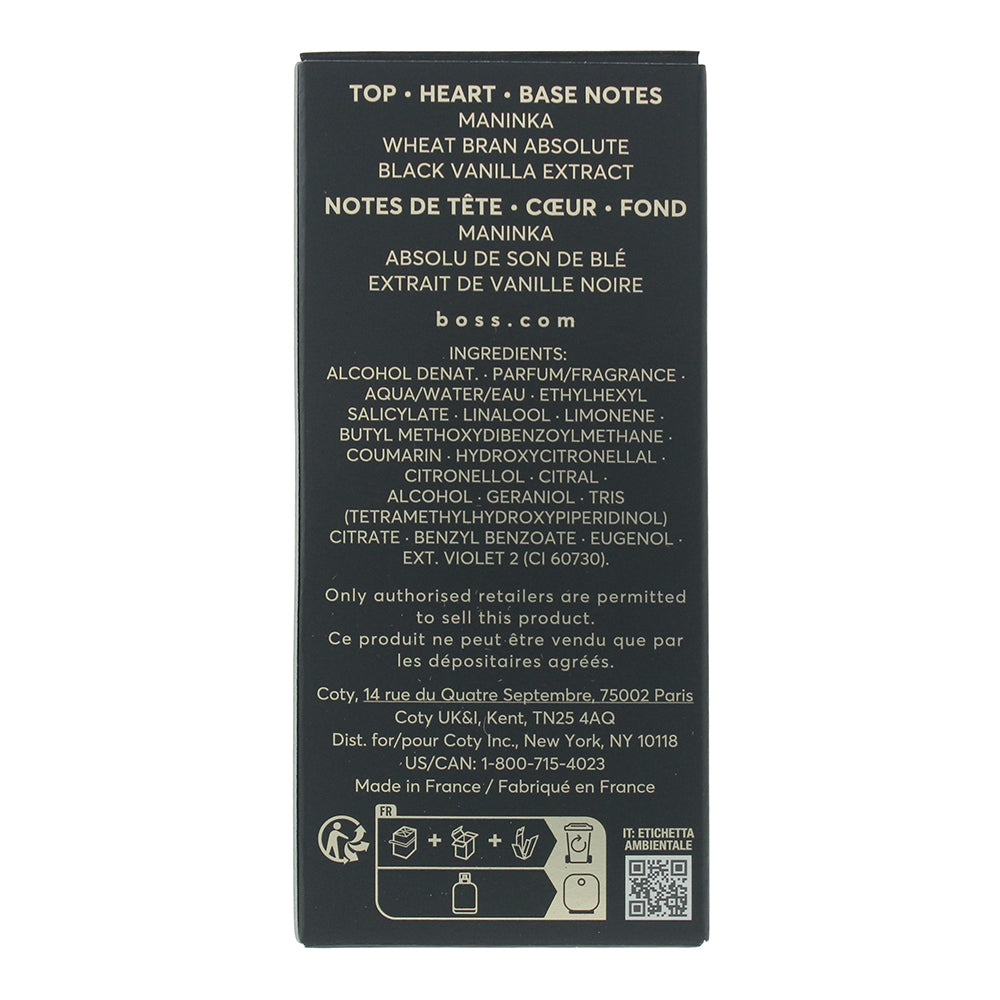 TOP • HEART • BASE NOTES
MANINKA
WHEAT BRAN ABSOLUTE
BLACK VANILLA EXTRACT
NOTES DE TÊTE • CŒUR • FOND
MANINKA
ABSOLU DE SON DE BLÉ
EXTRAIT DE VANILLE NOIRE
boss.com
INGREDIENTS:
ALCOHOL DENAT. · PARFUM/FRAGRANCE ·
AQUA/WATER/EAU · ETHYLHEXYL
SALICYLATE · LINALOOL · LIMONENE ·
BUTYL METHOXYDIBENZOYLMETHANE ·
COUMARIN · HYDROXYCITRONELLAL ·
CITRONELLOL · CITRAL ·
ALCOHOL · GERANIOL · TRIS
(TETRAMETHYLHYDROXYPIPERIDINOL)
CITRATE · BENZYL BENZOATE · EUGENOL ·
EXT. VIOLET 2 (CI 60730).
Only authorised retailers are permitted
to sell this product.
Ce produit ne peut être vendu que par
les dépositaires agréés.
Coty, 14 rue du Quatre Septembre, 75002 Paris
Coty UK&I, Kent, TN25 4AQ
Dist. for/pour Coty Inc., New York, NY 10118
US/CAN: 1-800-715-4023
Made in France / Fabriqué en France
FR
IT: ETICHETTA
AMBIENTALE